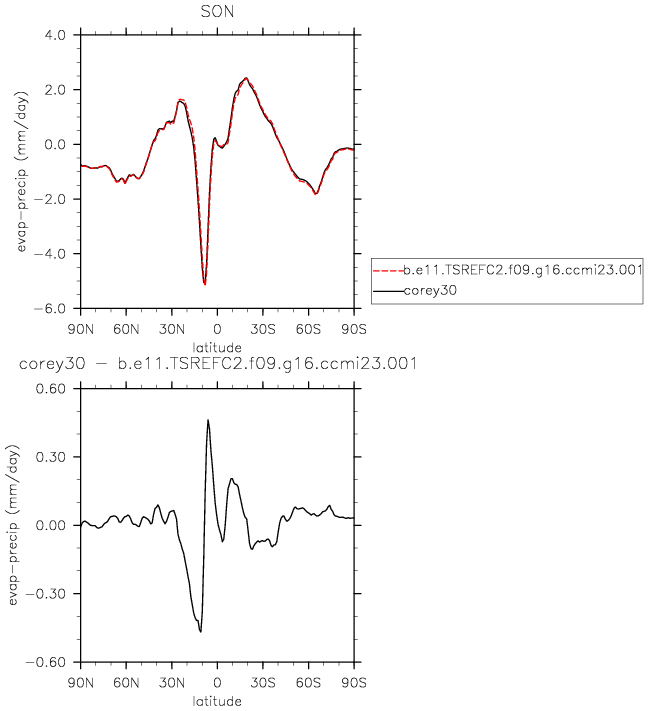 SON
4.0
2.0
0.0
−2.0
−4.0
−6.0
evap−precip (mm/day)
90N 60N 30N 0 30S 60S 90S
latitude
b.e11.TSREFC2.f09.g16.ccmi23.001
corey30
corey30 − b.e11.TSREFC2.f09.g16.ccmi23.001
0.60
0.30
0.00
−0.30
−0.60
evap−precip (mm/day)
90N 60N 30N 0 30S 60S 90S
latitude